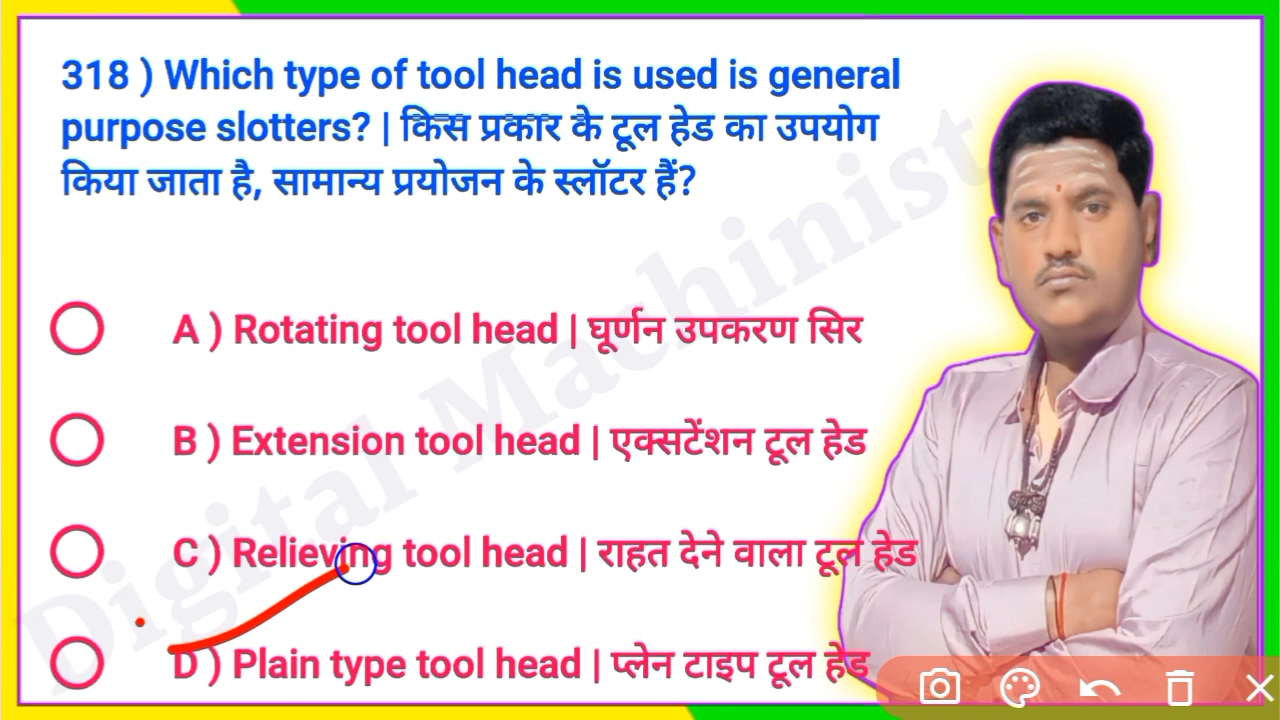 318 ) Which type of tool head is used is general
purpose slotters? | किस प्रकार के टूल हेड का उपयोग
किया जाता है, सामान्य प्रयोजन के स्लॉटर हैं?
A ) Rotating tool head | घूर्णन उपकरण सिर
B ) Extension tool head | एक्सटेंशन टूल हेड
C ) Relieving tool head | राहत देने वाला टूल हेड
D ) Plain type tool head | प्लेन टाइप टूल हेड
Digital Machinist